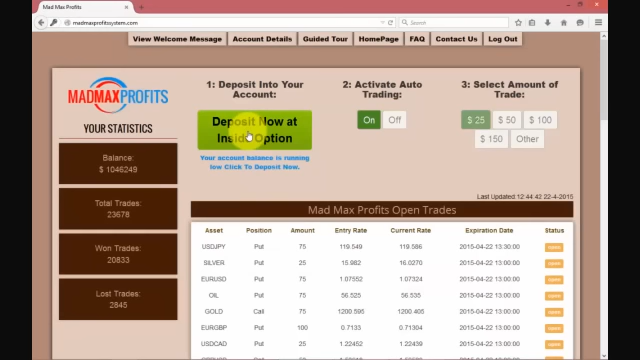 Mad Max Profits
madmaxprofitsystem.com
Search
View Welcome Message
Account Details
Guided Tour
HomePage
FAQ
Contact Us
Log Out
MADMAXPROFITS
YOUR STATISTICS
Balance:
$ 1046249
Total Trades:
23678
Won Trades:
20833
Lost Trades:
2845
1: Deposit Into Your
Account:
Deposit Now at
Inside Option
Your account balance is running
low Click To Deposit Now.
2: Activate Auto
Trading:
On Off
3: Select Amount of
Trade:
$ 25 $ 50 $ 100
$ 150 Other
Last Updated: 12:44:42 22-4-2015
Mad Max Profits Open Trades
Asset Position Amount Entry Rate Current Rate Expiration Date Status
USDJPY Put 75 119.549 119.586 2015-04-22 13:30:00
SILVER Put 25 15.982 16.0270 2015-04-22 13:00:00
EURUSD Put 75 1.07552 1.07324 2015-04-22 13:00:00
OIL Put 75 56.525 56.535 2015-04-22 13:00:00
GOLD Call 75 1200.400 1200.405 2015-04-22 13:00:00
EURGBP Put 100 0.7133 0.71304 2015-04-22 13:00:00
USDCAD Put 75 1.22452 1.22439 2015-04-22 13:00:00